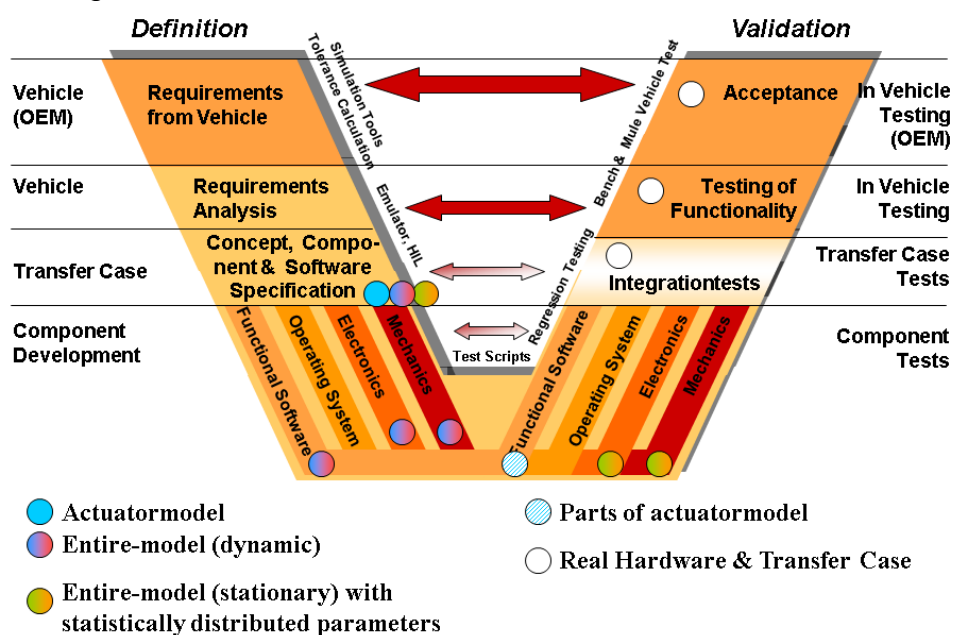 Definition
Validation
Vehicle
(OEM)
Requirements
from Vehicle
Simulation Tools
Tolerance Calculation
Bench & Mule Vehicle Test
Acceptance
In Vehicle
Testing
(OEM)
Vehicle
Requirements
Analysis
Emulator, HIL
Testing of
Functionality
In Vehicle
Testing
Transfer Case
Concept, Compo-
nent & Software
Specification
Regression Testing
Integrationtests
Transfer Case
Tests
Component
Development
Functional Software
Operating System
Electronics
Mechanics
Test Scripts
Functional Software
Operating System
Electronics
Mechanics
Component
Tests
Actuatormodel
Entire-model (dynamic)
Entire-model (stationary) with
statistically distributed parameters
Parts of actuatormodel
Real Hardware & Transfer Case